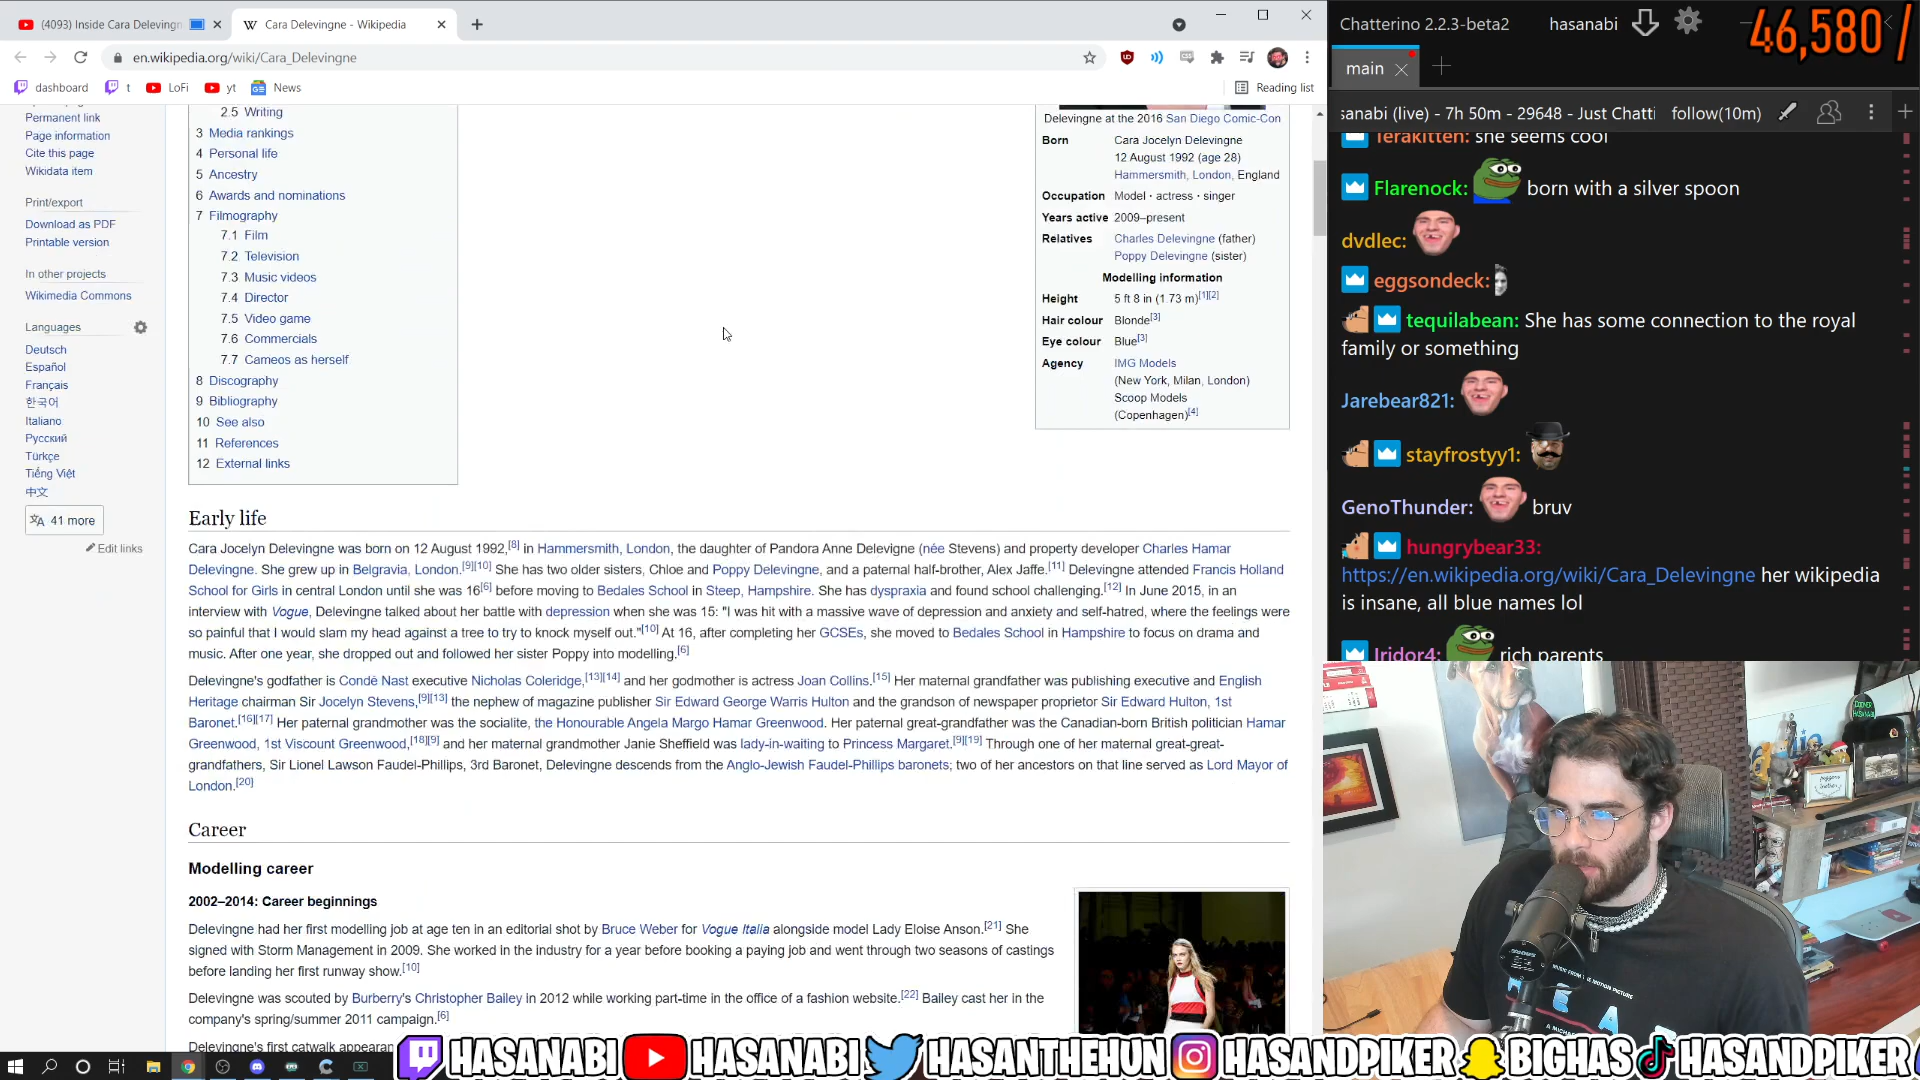 (4093) Inside Cara Delevingn
Cara Delevingne - Wikipedia
en.wikipedia.org/wiki/Cara_Delevingne
dashboard
t
LoFi
yt
News
Reading list
Permanent link
Page information
Cite this page
Wikidata item
Print/export
Download as PDF
Printable version
In other projects
Wikimedia Commons
Languages
Deutsch
Español
Français
한국어
Italiano
Русский
Türkçe
Tiếng Việt
中文
41 more
Edit links
2.5 Writing
3 Media rankings
4 Personal life
5 Ancestry
6 Awards and nominations
7 Filmography
7.1 Film
7.2 Television
7.3 Music videos
7.4 Director
7.5 Video game
7.6 Commercials
7.7 Cameos as herself
8 Discography
9 Bibliography
10 See also
11 References
12 External links
Delevingne at the 2016 San Diego Comic-Con
Born Cara Jocelyn Delevingne
12 August 1992 (age 28)
Hammersmith, London, England
Occupation Model · actress · singer
Years active 2009–present
Relatives Charles Delevingne (father)
Poppy Delevingne (sister)
Modelling information
Height 5 ft 8 in (1.73 m)[1][2]
Hair colour Blonde[3]
Eye colour Blue[3]
Agency IMG Models
(New York, Milan, London)
Scoop Models
(Copenhagen)[4]
Early life
Cara Jocelyn Delevingne was born on 12 August 1992,[8] in Hammersmith, London, the daughter of Pandora Anne Delevigne (née Stevens) and property developer Charles Hamar
Delevingne. She grew up in Belgravia, London.[9][10] She has two older sisters, Chloe and Poppy Delevingne, and a paternal half-brother, Alex Jaffe.[11] Delevingne attended Francis Holland
School for Girls in central London until she was 16[6] before moving to Bedales School in Steep, Hampshire. She has dyspraxia and found school challenging.[12] In June 2015, in an
interview with Vogue, Delevingne talked about her battle with depression when she was 15: "I was hit with a massive wave of depression and anxiety and self-hatred, where the feelings were
so painful that I would slam my head against a tree to try to knock myself out."[10] At 16, after completing her GCSEs, she moved to Bedales School in Hampshire to focus on drama and
music. After one year, she dropped out and followed her sister Poppy into modelling.[6]
Delevingne's godfather is Condé Nast executive Nicholas Coleridge,[13][14] and her godmother is actress Joan Collins.[15] Her maternal grandfather was publishing executive and English
Heritage chairman Sir Jocelyn Stevens,[9][13] the nephew of magazine publisher Sir Edward George Warris Hulton and the grandson of newspaper proprietor Sir Edward Hulton, 1st
Baronet.[16][17] Her paternal grandmother was the socialite, the Honourable Angela Margo Hamar Greenwood. Her paternal great-grandfather was the Canadian-born British politician Hamar
Greenwood, 1st Viscount Greenwood,[18][9] and her maternal grandmother Janie Sheffield was lady-in-waiting to Princess Margaret.[9][19] Through one of her maternal great-great-
grandfathers, Sir Lionel Lawson Faudel-Phillips, 3rd Baronet, Delevingne descends from the Anglo-Jewish Faudel-Phillips baronets; two of her ancestors on that line served as Lord Mayor of
London.[20]
Career
Modelling career
2002–2014: Career beginnings
Delevingne had her first modelling job at age ten in an editorial shot by Bruce Weber for Vogue Italia alongside model Lady Eloise Anson.[21] She
signed with Storm Management in 2009. She worked in the industry for a year before booking a paying job and went through two seasons of castings
before landing her first runway show.[10]
Delevingne was scouted by Burberry's Christopher Bailey in 2012 while working part-time in the office of a fashion website.[22] Bailey cast her in the
company's spring/summer 2011 campaign.[6]
Delevingne's first catwalk appearan
Chatterino 2.2.3-beta2
hasanabi
46,580 /
main
sanabi (live) - 7h 50m - 29648 - Just Chatti
follow(10m)
Terakitten: she seems cool
Flarenock: born with a silver spoon
dvdlec:
eggsondeck:
tequilabean: She has some connection to the royal
family or something
Jarebear821:
stayfrostyy1:
GenoThunder: bruv
hungrybear33:
https://en.wikipedia.org/wiki/Cara_Delevingne her wikipedia
is insane, all blue names lol
Iridor4: rich parents
HASANABI HASANABI HASANTHEHUN HASANDPIKER BIGHAS HASANDPIKER